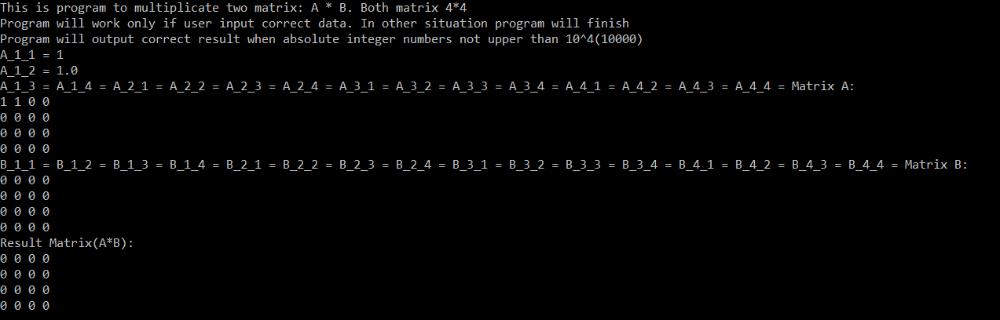 This is program to multiplicate two matrix: A * B. Both matrix 4*4
Program will work only if user input correct data. In other situation program will finish
Program will output correct result when absolute integer numbers not upper than 10^4(10000)
A_1_1 = 1
A_1_2 = 1.0
A_1_3 = A_1_4 = A_2_1 = A_2_2 = A_2_3 = A_2_4 = A_3_1 = A_3_2 = A_3_3 = A_3_4 = A_4_1 = A_4_2 = A_4_3 = A_4_4 = Matrix A:
1 1 0 0
0 0 0 0
0 0 0 0
0 0 0 0
B_1_1 = B_1_2 = B_1_3 = B_1_4 = B_2_1 = B_2_2 = B_2_3 = B_2_4 = B_3_1 = B_3_2 = B_3_3 = B_3_4 = B_4_1 = B_4_2 = B_4_3 = B_4_4 = Matrix B:
0 0 0 0
0 0 0 0
0 0 0 0
0 0 0 0
Result Matrix(A*B):
0 0 0 0
0 0 0 0
0 0 0 0
0 0 0 0